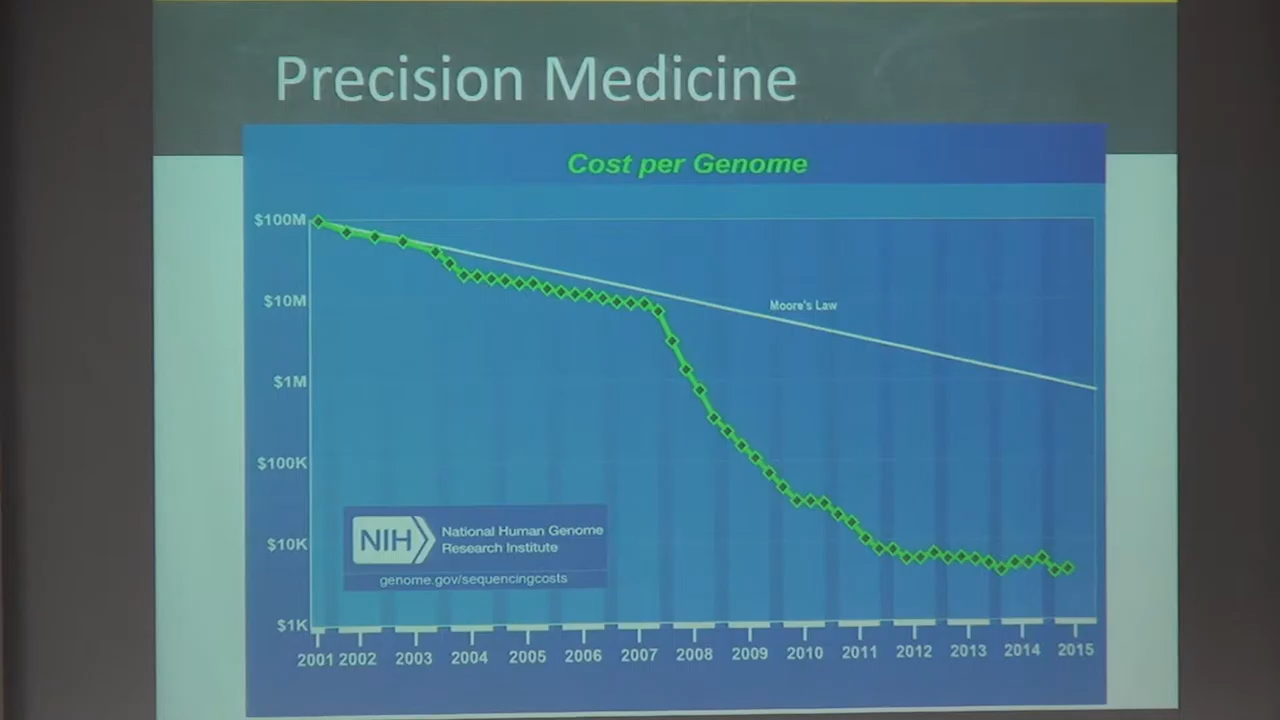 Precision Medicine
Cost per Genome
$100M
$10M
Moore's Law
$1M
$100K
NIH
National Human Genome
Research Institute
genome.gov/sequencingcosts
$10K
$1K
2001 2002 2003 2004 2005 2006 2007 2008 2009 2010 2011 2012 2013 2014 2015